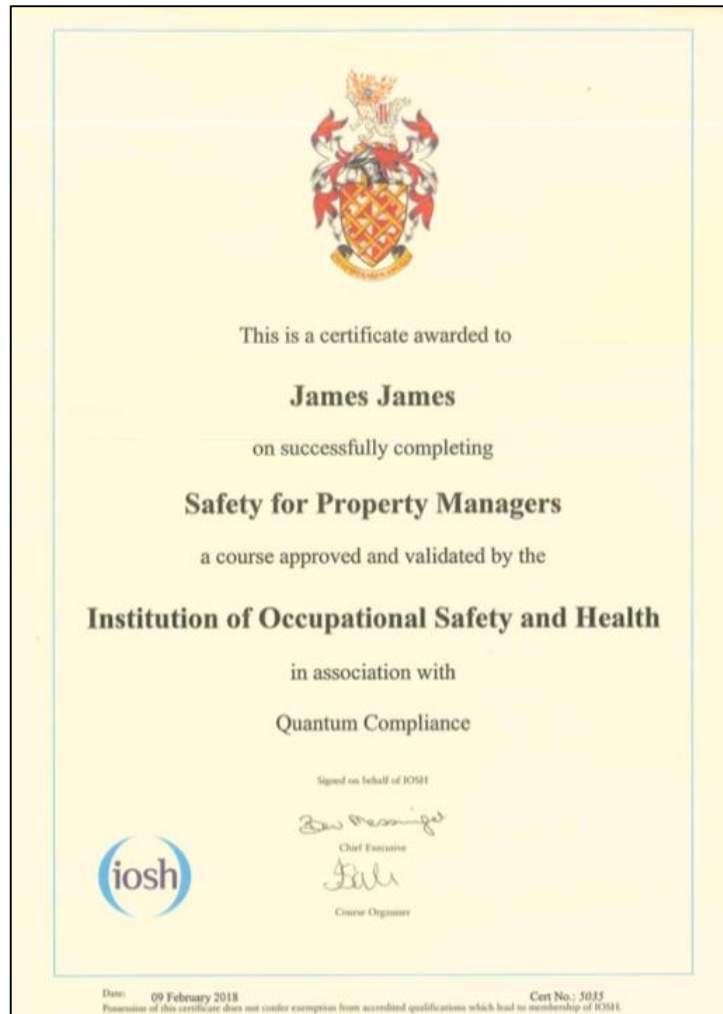 This is a certificate awarded to
James James
on successfully completing
Safety for Property Managers
a course approved and validated by the
Institution of Occupational Safety and Health
in association with
Quantum Compliance
Signed on behalf of IOSH
Bev Messinger
Chief Executive
Course Organiser
iosh
Date: 09 February 2018 Cert No.: 5035
Possession of this certificate does not confer exemption from accredited qualifications which lead to membership of IOSH.